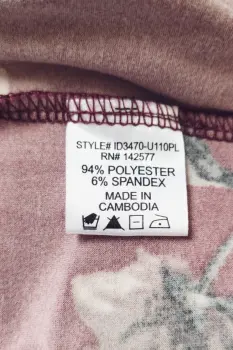 STYLE# ID3470-U110PL
RN# 142577
94% POLYESTER
6% SPANDEX
MADE IN
CAMBODIA